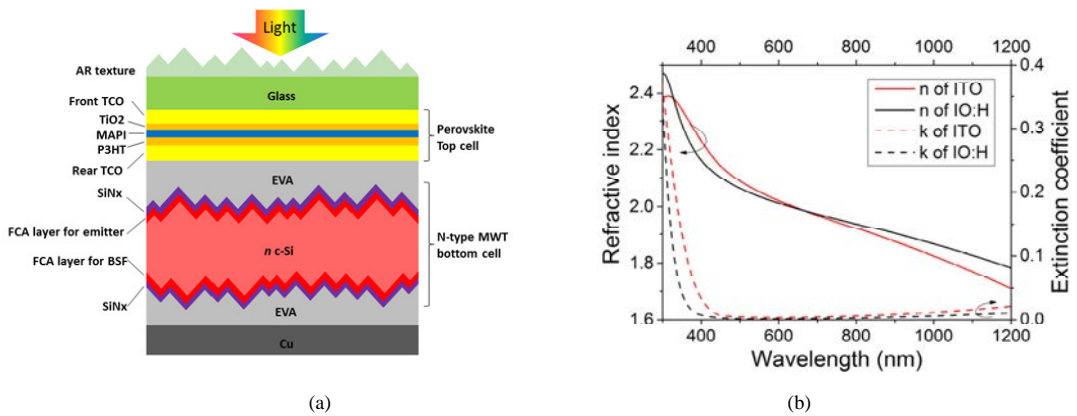 Light
AR texture
Glass
Front TCO
TiO2
MAPI
P3HT
Rear TCO
Perovskite
Top cell
EVA
SiNx
FCA layer for emitter
n c-Si
FCA layer for BSF
SiNx
N-type MWT
bottom cell
EVA
Cu
(a)
400 600 800 1000 1200
2.4
2.2
2.0
1.8
1.6
Refractive index
n of ITO
n of IO:H
k of ITO
k of IO:H
0.4
0.3
0.2
0.1
0.0
Extinction coefficient
400 600 800 1000 1200
Wavelength (nm)
(b)